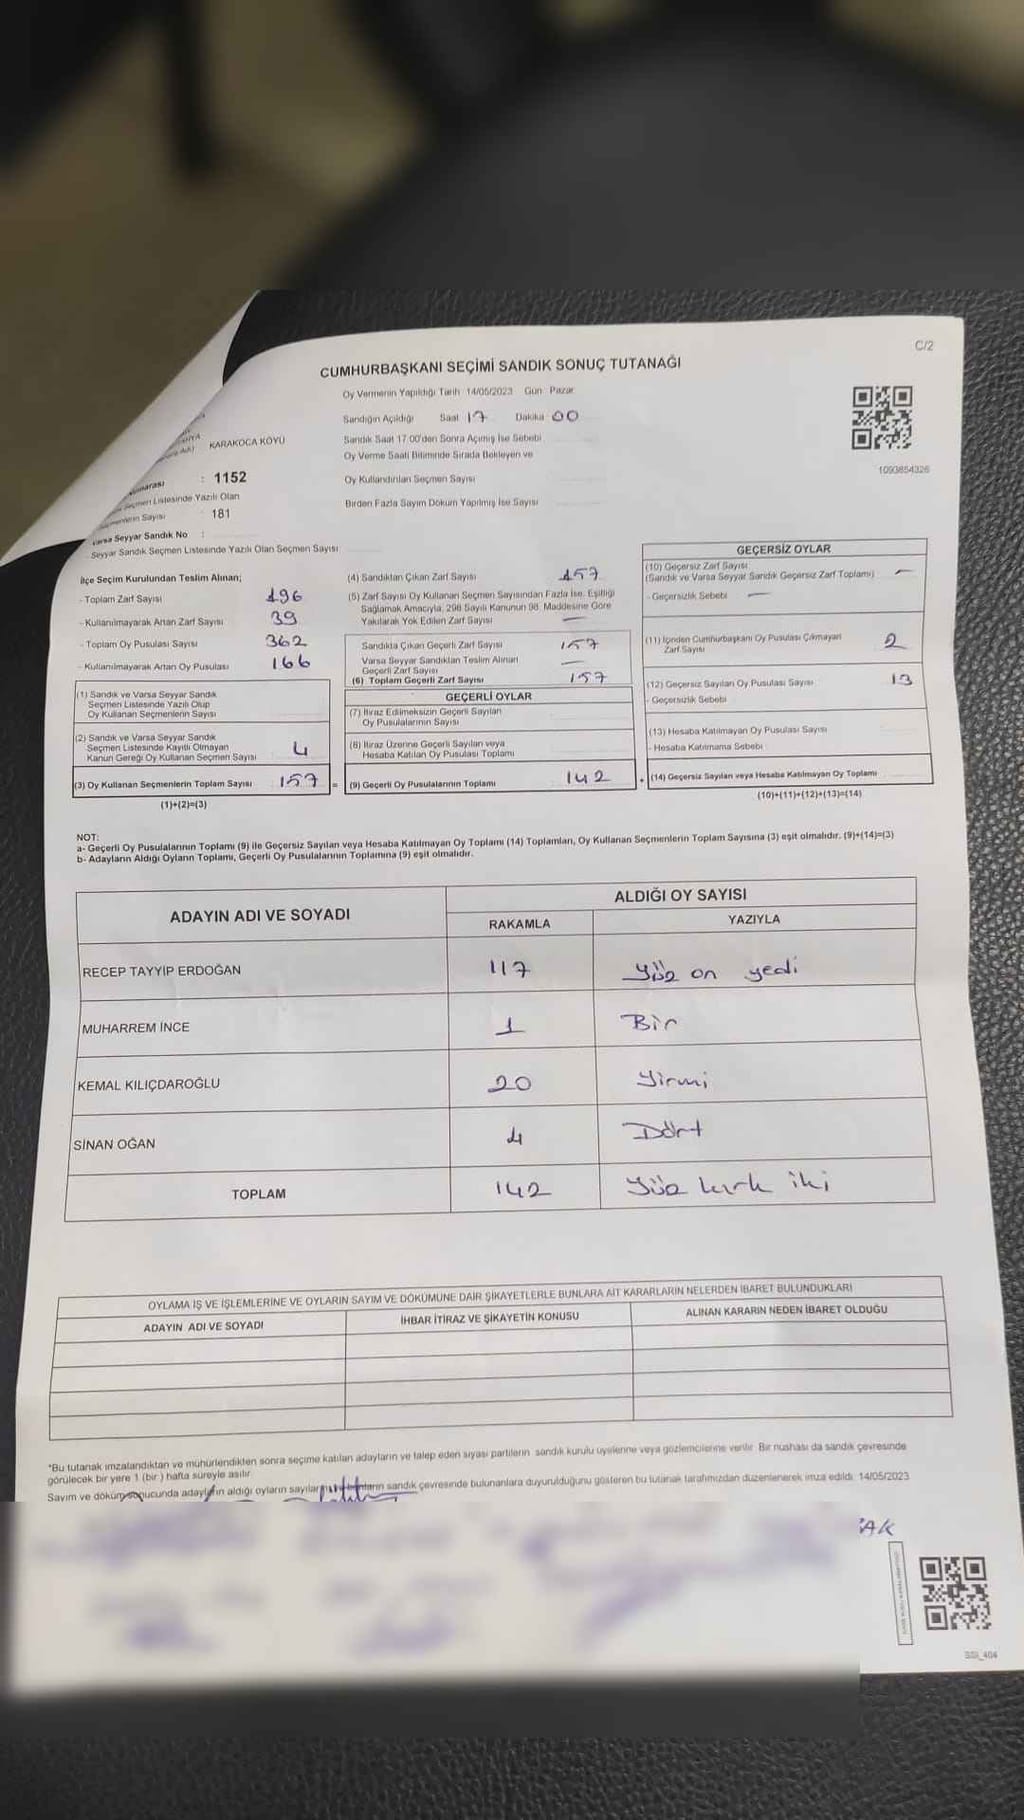 C/2
CUMHURBAŞKANI SEÇİMİ SANDIK SONUÇ TUTANAĞI
Oy Vermenin Yapıldığı Tarih 14/05/2023 Gün Pazar
Sandığın Açıldığı Saat 17 Dakika 00
KARAKOCA KÖYÜ
Sandık Saat 17.00'den Sonra Açılmış İse Sebebi
Oy Verme Saati Bitiminde Sırada Bekleyen ve
1093854326
: 1152
Oy Kullandırılan Seçmen Sayısı
Seçmen Listesinde Yazılı Olan
Seçmenlerin Sayısı 181
Birden Fazla Sayım Döküm Yapılmış İse Sayısı
Varsa Seyyar Sandık No :
Seyyar Sandık Seçmen Listesinde Yazılı Olan Seçmen Sayısı
İlçe Seçim Kurulundan Teslim Alınan;
- Toplam Zarf Sayısı 196
- Kullanılmayarak Artan Zarf Sayısı 39
- Toplam Oy Pusulası Sayısı 362
- Kullanılmayarak Artan Oy Pusulası 166
(1) Sandık ve Varsa Seyyar Sandık
Seçmen Listesinde Yazılı Olup
Oy Kullanan Seçmenlerin Sayısı
(2) Sandık ve Varsa Seyyar Sandık
Seçmen Listesinde Kayıtlı Olmayan
Kanun Gereği Oy Kullanan Seçmen Sayısı 4
(3) Oy Kullanan Seçmenlerin Toplam Sayısı 157 =
(1)+(2)=(3)
(4) Sandıktan Çıkan Zarf Sayısı 157
(5) Zarf Sayısı Oy Kullanan Seçmen Sayısından Fazla İse, Eşitliği
Sağlamak Amacıyla, 298 Sayılı Kanunun 98. Maddesine Göre
Yakılarak Yok Edilen Zarf Sayısı —
Sandıkta Çıkan Geçerli Zarf Sayısı 157
Varsa Seyyar Sandıktan Teslim Alınan
Geçerli Zarf Sayısı —
(6) Toplam Geçerli Zarf Sayısı 157
GEÇERLİ OYLAR
(7) İtiraz Edilmeksizin Geçerli Sayılan
Oy Pusulalarının Sayısı
(8) İtiraz Üzerine Geçerli Sayılan veya
Hesaba Katılan Oy Pusulası Toplamı
(9) Geçerli Oy Pusulalarının Toplamı 142 +
GEÇERSİZ OYLAR
(10) Geçersiz Zarf Sayısı
(Sandık ve Varsa Seyyar Sandık Geçersiz Zarf Toplamı) —
- Geçersizlik Sebebi —
(11) İçinden Cumhurbaşkanı Oy Pusulası Çıkmayan
Zarf Sayısı 2
(12) Geçersiz Sayılan Oy Pusulası Sayısı 13
- Geçersizlik Sebebi
(13) Hesaba Katılmayan Oy Pusulası Sayısı
- Hesaba Katılmama Sebebi
(14) Geçersiz Sayılan veya Hesaba Katılmayan Oy Toplamı
(10)+(11)+(12)+(13)=(14)
NOT:
a- Geçerli Oy Pusulalarının Toplamı (9) ile Geçersiz Sayılan veya Hesaba Katılmayan Oy Toplamı (14) Toplamları, Oy Kullanan Seçmenlerin Toplam Sayısına (3) eşit olmalıdır. (9)+(14)=(3)
b- Adayların Aldığı Oyların Toplamı, Geçerli Oy Pusulalarının Toplamına (9) eşit olmalıdır.
ADAYIN ADI VE SOYADI
ALDIĞI OY SAYISI
RAKAMLA YAZIYLA
RECEP TAYYİP ERDOĞAN 117 Yüz on yedi
MUHARREM İNCE 1 Bir
KEMAL KILIÇDAROĞLU 20 Yirmi
SİNAN OĞAN 4 Dört
TOPLAM 142 Yüz kırk iki
OYLAMA İŞ VE İŞLEMLERİNE VE OYLARIN SAYIM VE DÖKÜMÜNE DAİR ŞİKAYETLERLE BUNLARA AİT KARARLARIN NELERDEN İBARET BULUNDUKLARI
ADAYIN ADI VE SOYADI İHBAR İTİRAZ VE ŞİKAYETİN KONUSU ALINAN KARARIN NEDEN İBARET OLDUĞU
*Bu tutanak imzalandıktan ve mühürlendikten sonra seçime katılan adayların ve talep eden siyasi partilerin sandık kurulu üyelerine veya gözlemcilerine verilir. Bir nüshası da sandık çevresinde
görülecek bir yere 1 (bir) hafta süreyle asılır.
Sayım ve döküm sonucunda adayların aldığı oyların sayıları sandık çevresinde bulunanlara duyurulduğunu gösteren bu tutanak tarafımızdan düzenlenerek imza edildi. 14/05/2023
AK
SSI_404